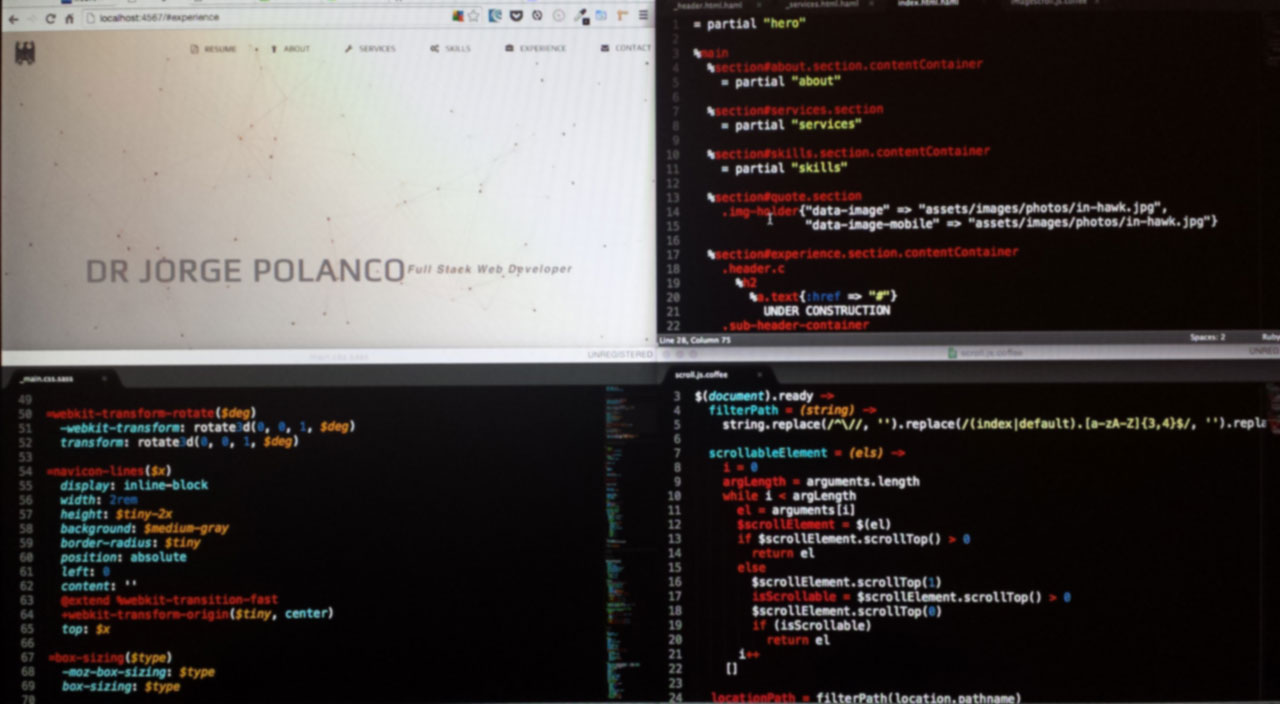 localhost:4567/#experience
RESUME
ABOUT
SERVICES
SKILLS
EXPERIENCE
CONTACT
DR JORGE POLANCO Full Stack Web Developer
UNREGISTERED
_header.html.haml
_services.html.haml
index.html.haml
imagescroll.js.coffee
1 = partial "hero"
2
3 %main
4 %section#about.section.contentContainer
5 = partial "about"
6
7 %section#services.section
8 = partial "services"
9
10 %section#skills.section.contentContainer
11 = partial "skills"
12
13 %section#quote.section
14 .img-holder{"data-image" => "assets/images/photos/in-hawk.jpg",
15 "data-image-mobile" => "assets/images/photos/in-hawk.jpg"}
16
17 %section#experience.section.contentContainer
18 .header.c
19 %h2
20 %a.text{:href => "#"}
21 UNDER CONSTRUCTION
22 .sub-header-container
Line 28, Column 75
Spaces: 2
Ruby
_main.css.sass
49
50 =webkit-transform-rotate($deg)
51 -webkit-transform: rotate3d(0, 0, 1, $deg)
52 transform: rotate3d(0, 0, 1, $deg)
53
54 =navicon-lines($x)
55 display: inline-block
56 width: 2rem
57 height: $tiny-2x
58 background: $medium-gray
59 border-radius: $tiny
60 position: absolute
61 left: 0
62 content: ''
63 @extend %webkit-transition-fast
64 +webkit-transform-origin($tiny, center)
65 top: $x
66
67 =box-sizing($type)
68 -moz-box-sizing: $type
69 box-sizing: $type
70
scroll.js.coffee
UNREG
scroll.js.coffee
3 $(document).ready ->
4 filterPath = (string) ->
5 string.replace(/^\//, '').replace(/(index|default).[a-zA-Z]{3,4}$/, '').repla
6
7 scrollableElement = (els) ->
8 i = 0
9 argLength = arguments.length
10 while i < argLength
11 el = arguments[i]
12 $scrollElement = $(el)
13 if $scrollElement.scrollTop() > 0
14 return el
15 else
16 $scrollElement.scrollTop(1)
17 isScrollable = $scrollElement.scrollTop() > 0
18 $scrollElement.scrollTop(0)
19 if (isScrollable)
20 return el
21 i++
22 []
23
24 locationPath = filterPath(location.pathname)